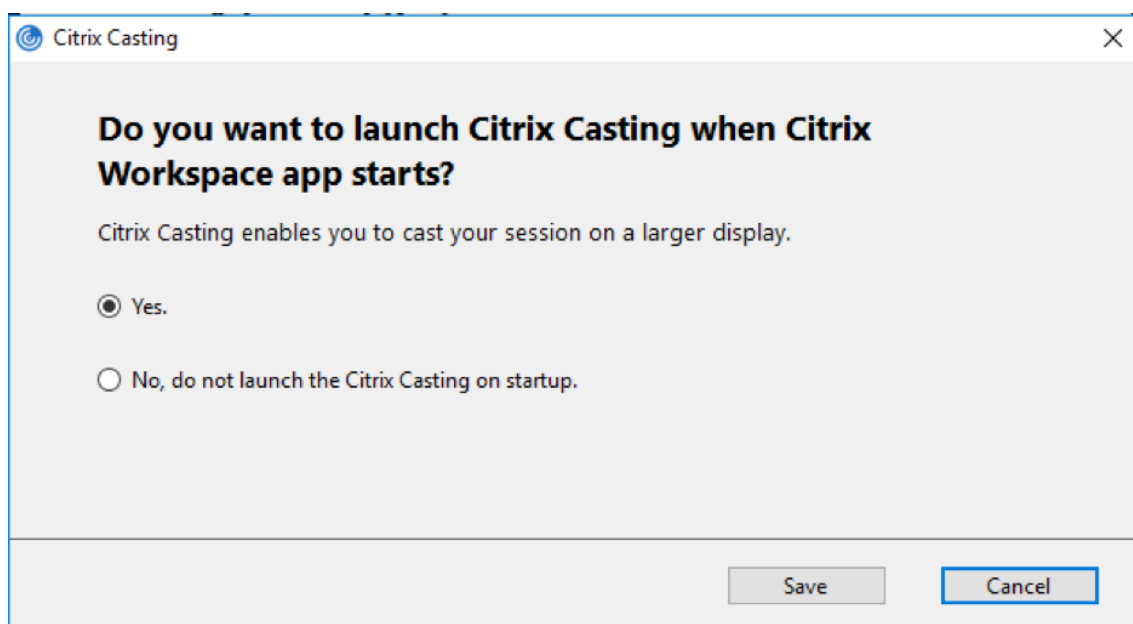 Citrix Casting
Do you want to launch Citrix Casting when Citrix
Workspace app starts?
Citrix Casting enables you to cast your session on a larger display.
Yes.
No, do not launch the Citrix Casting on startup.
Save
Cancel